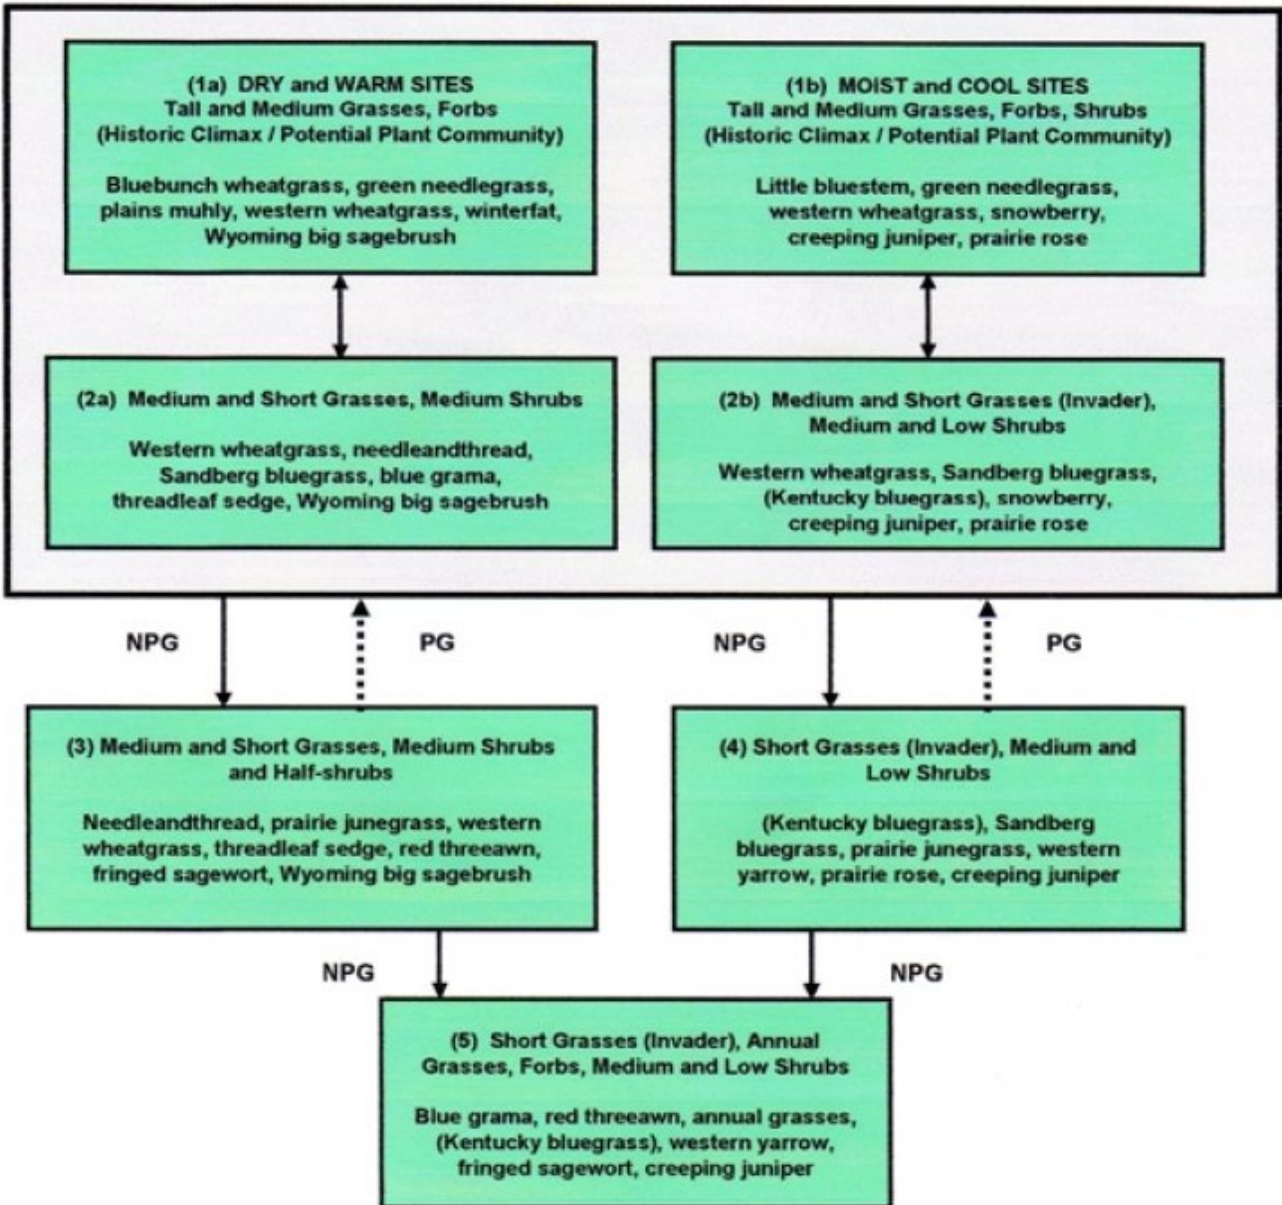 (1a) DRY and WARM SITES
Tall and Medium Grasses, Forbs
(Historic Climax / Potential Plant Community)
Bluebunch wheatgrass, green needlegrass,
plains muhly, western wheatgrass, winterfat,
Wyoming big sagebrush
(1b) MOIST and COOL SITES
Tall and Medium Grasses, Forbs, Shrubs
(Historic Climax / Potential Plant Community)
Little bluestem, green needlegrass,
western wheatgrass, snowberry,
creeping juniper, prairie rose
(2a) Medium and Short Grasses, Medium Shrubs
Western wheatgrass, needleandthread,
Sandberg bluegrass, blue grama,
threadleaf sedge, Wyoming big sagebrush
(2b) Medium and Short Grasses (Invader),
Medium and Low Shrubs
Western wheatgrass, Sandberg bluegrass,
(Kentucky bluegrass), snowberry,
creeping juniper, prairie rose
NPG
PG
NPG
PG
(3) Medium and Short Grasses, Medium Shrubs
and Half-shrubs
Needleandthread, prairie junegrass, western
wheatgrass, threadleaf sedge, red threeawn,
fringed sagewort, Wyoming big sagebrush
(4) Short Grasses (Invader), Medium and
Low Shrubs
(Kentucky bluegrass), Sandberg
bluegrass, prairie junegrass, western
yarrow, prairie rose, creeping juniper
NPG
NPG
(5) Short Grasses (Invader), Annual
Grasses, Forbs, Medium and Low Shrubs
Blue grama, red threeawn, annual grasses,
(Kentucky bluegrass), western yarrow,
fringed sagewort, creeping juniper